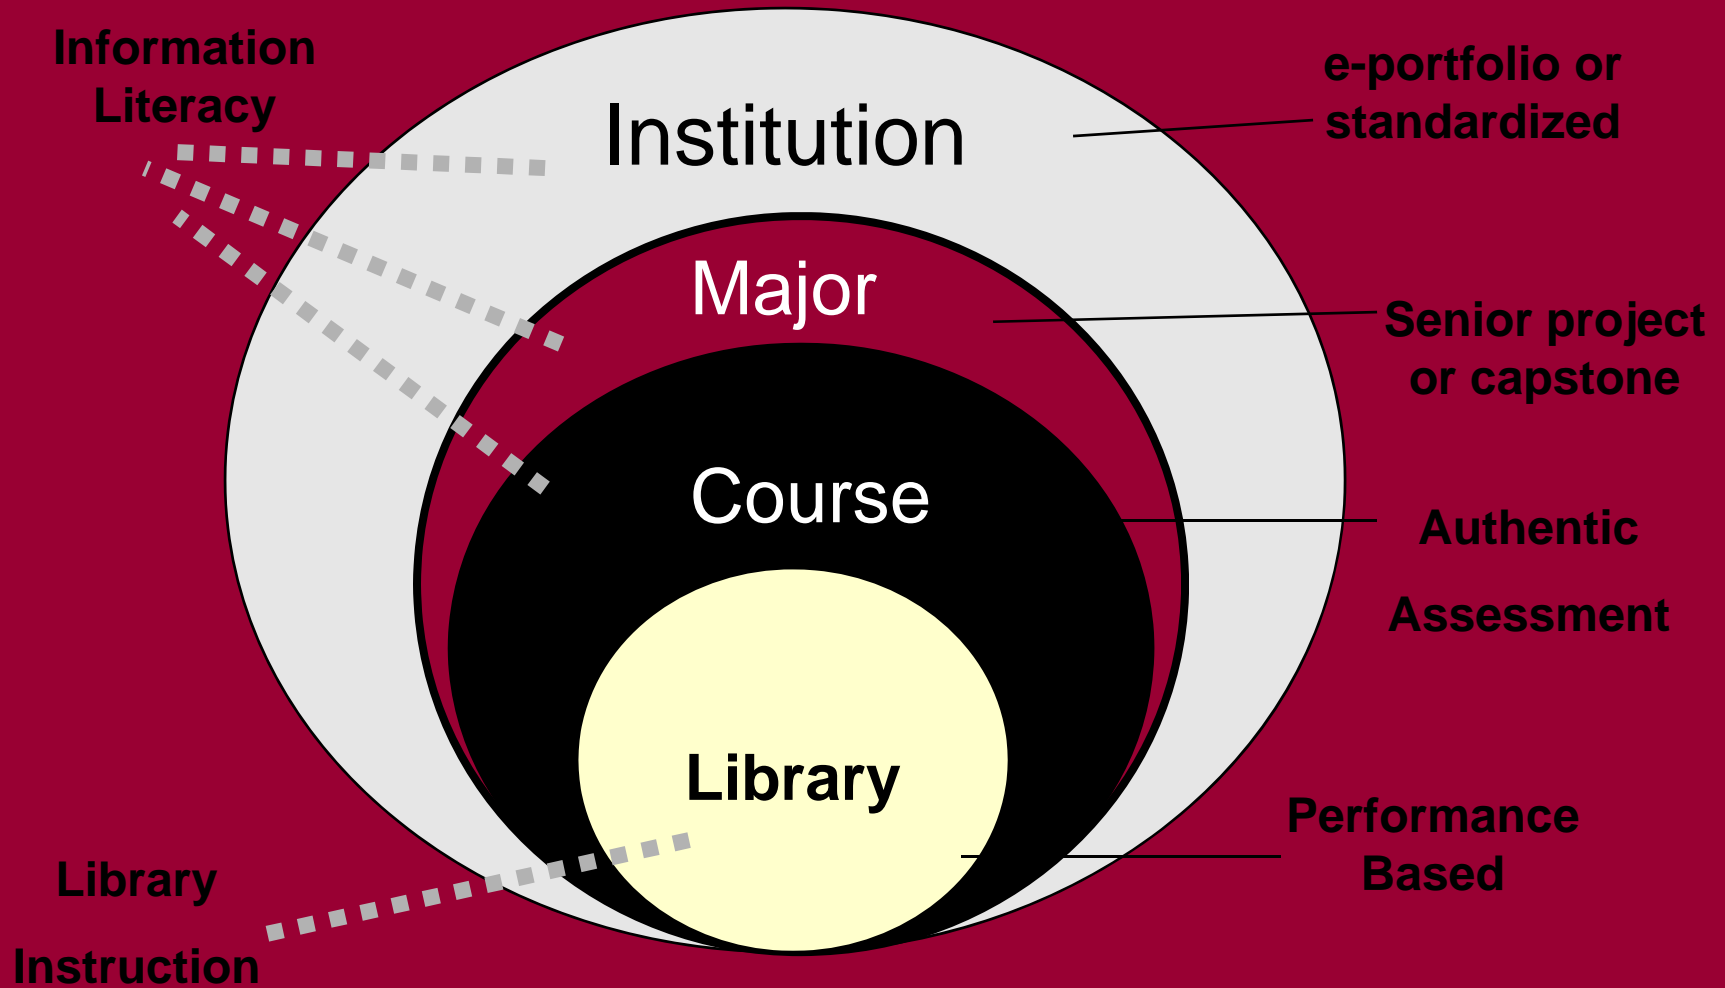 Information
Literacy
e-portfolio or
standardized
Institution
Major
Senior project
or capstone
Course
Authentic
Assessment
Library
Performance
Based
Library
Instruction